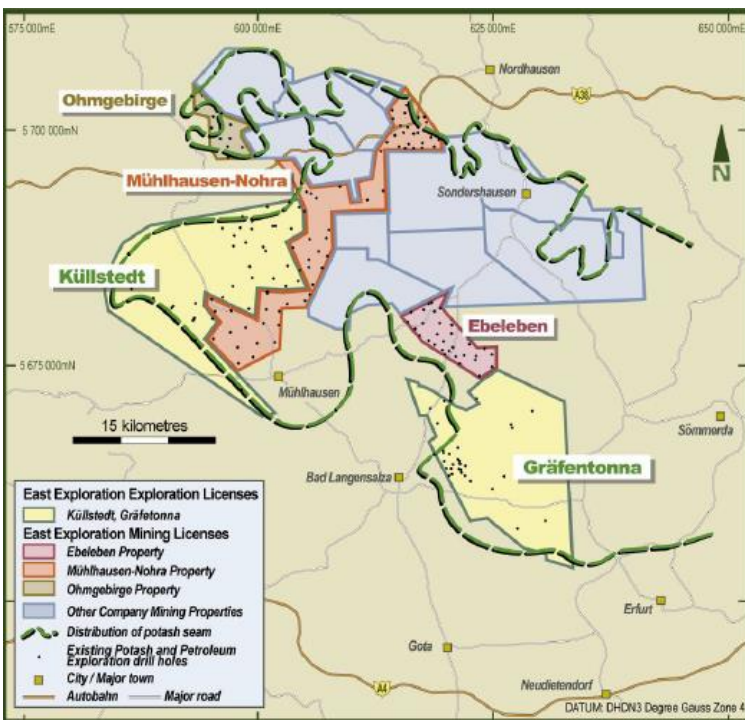 575 000mE
600 000mE
625 000mE
650 000mE
Nordhausen
Ohmgebirge
A38
5 700 000mN
N
Mühlhausen-Nohra
Sondershausen
Küllstedt
Ebeleben
5 675 000mN
Mühlhausen
15 kilometres
Sömmerda
Gräfentonna
Bad Langensalza
East Exploration Exploration Licenses
Küllstedt, Gräfetonna
East Exploration Mining Licenses
Ebeleben Property
Mühlhausen-Nohra Property
Ohmgebirge Property
Other Company Mining Properties
Distribution of potash seam
Existing Potash and Petroleum
Exploration drill holes
City / Major town
Autobahn
Major road
Erfurt
Gota
A4
Neudietendorf
DATUM: DHDN3 Degree Gauss Zone 4